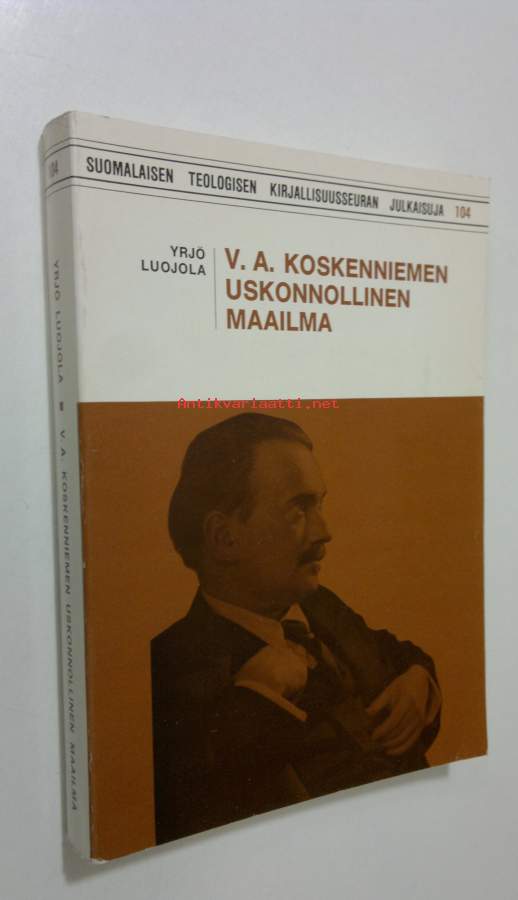 SUOMALAISEN TEOLOGISEN KIRJALLISUUSSEURAN JULKAISUJA 104
YRJÖ
LUOJOLA
V. A. KOSKENNIEMEN
USKONNOLLINEN
MAAILMA
Antikvariaatti.net
104
YRJÖ LUOJOLA ■ V. A. KOSKENNIEMEN USKONNOLLINEN MAAILMA